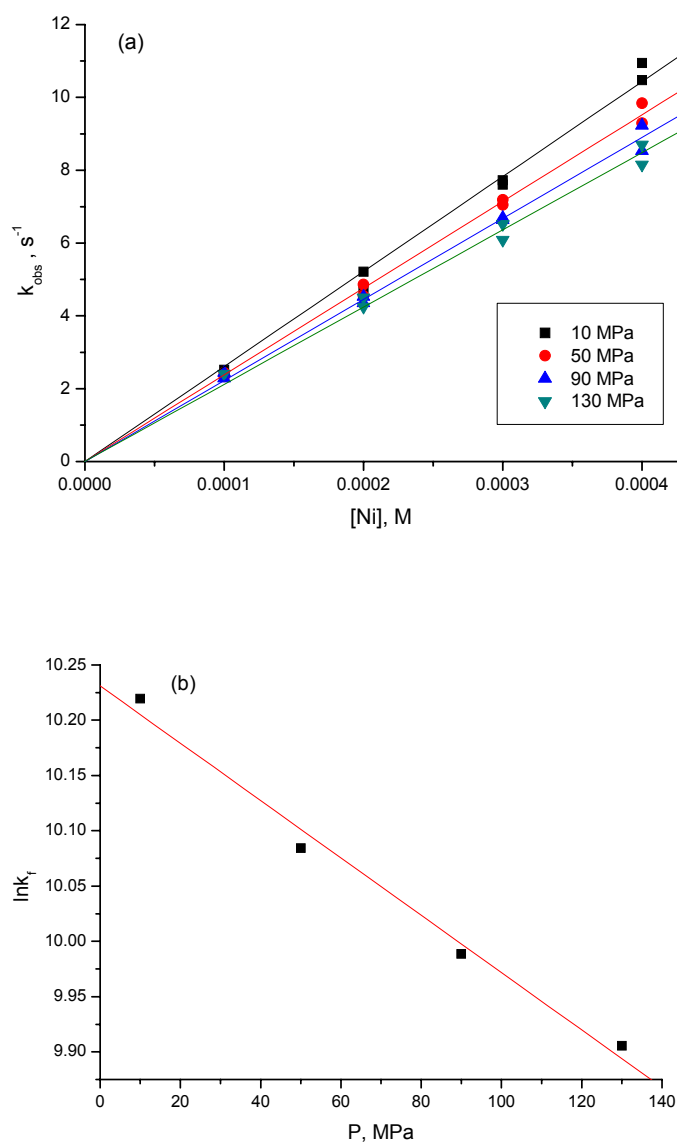 (a)
12
10
8
6
4
2
0
k_obs , s^-1
0.0000 0.0001 0.0002 0.0003 0.0004
[Ni], M
10 MPa
50 MPa
90 MPa
130 MPa
(b)
10.25
10.20
10.15
10.10
10.05
10.00
9.95
9.90
lnk_f
0 20 40 60 80 100 120 140
P, MPa